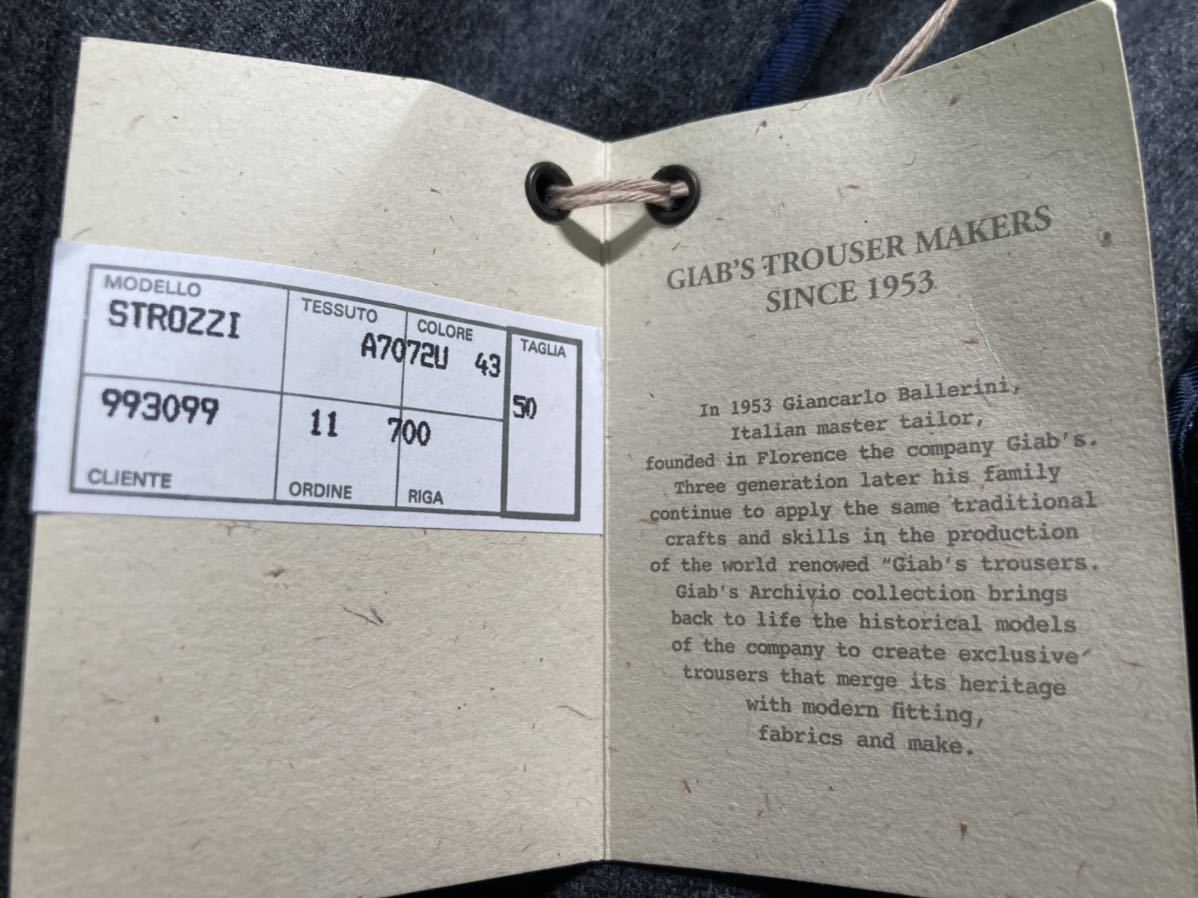 MODELLO
STROZZI
TESSUTO
COLORE
A7072U 43
TAGLIA
50
993099
11
700
CLIENTE
ORDINE
RIGA
GIAB'S TROUSER MAKERS
SINCE 1953
In 1953 Giancarlo Ballerini,
Italian master tailor,
founded in Florence the company Giab's.
Three generation later his family
continue to apply the same traditional
crafts and skills in the production
of the world renowed "Giab's trousers.
Giab's Archivio collection brings
back to life the historical models
of the company to create exclusive
trousers that merge its heritage
with modern fitting,
fabrics and make.